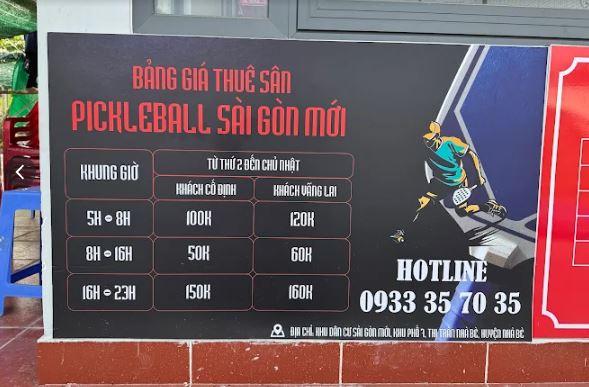 BẢNG GIÁ THUÊ SÂN
PICKLEBALL SÀI GÒN MỚI
KHUNG GIỜ
TỪ THỨ 2 ĐẾN CHỦ NHẬT
KHÁCH CỐ ĐỊNH KHÁCH VÃNG LAI
5H - 8H 100K 120K
8H - 16H 50K 60K
16H - 23H 150K 160K
HOTLINE
0933 35 70 35
ĐỊA CHỈ. KHU DÂN CƯ SÀI GÒN MỚI, KHU PHỐ 7, THỊ TRẤN NHÀ BÈ, HUYỆN NHÀ BÈ